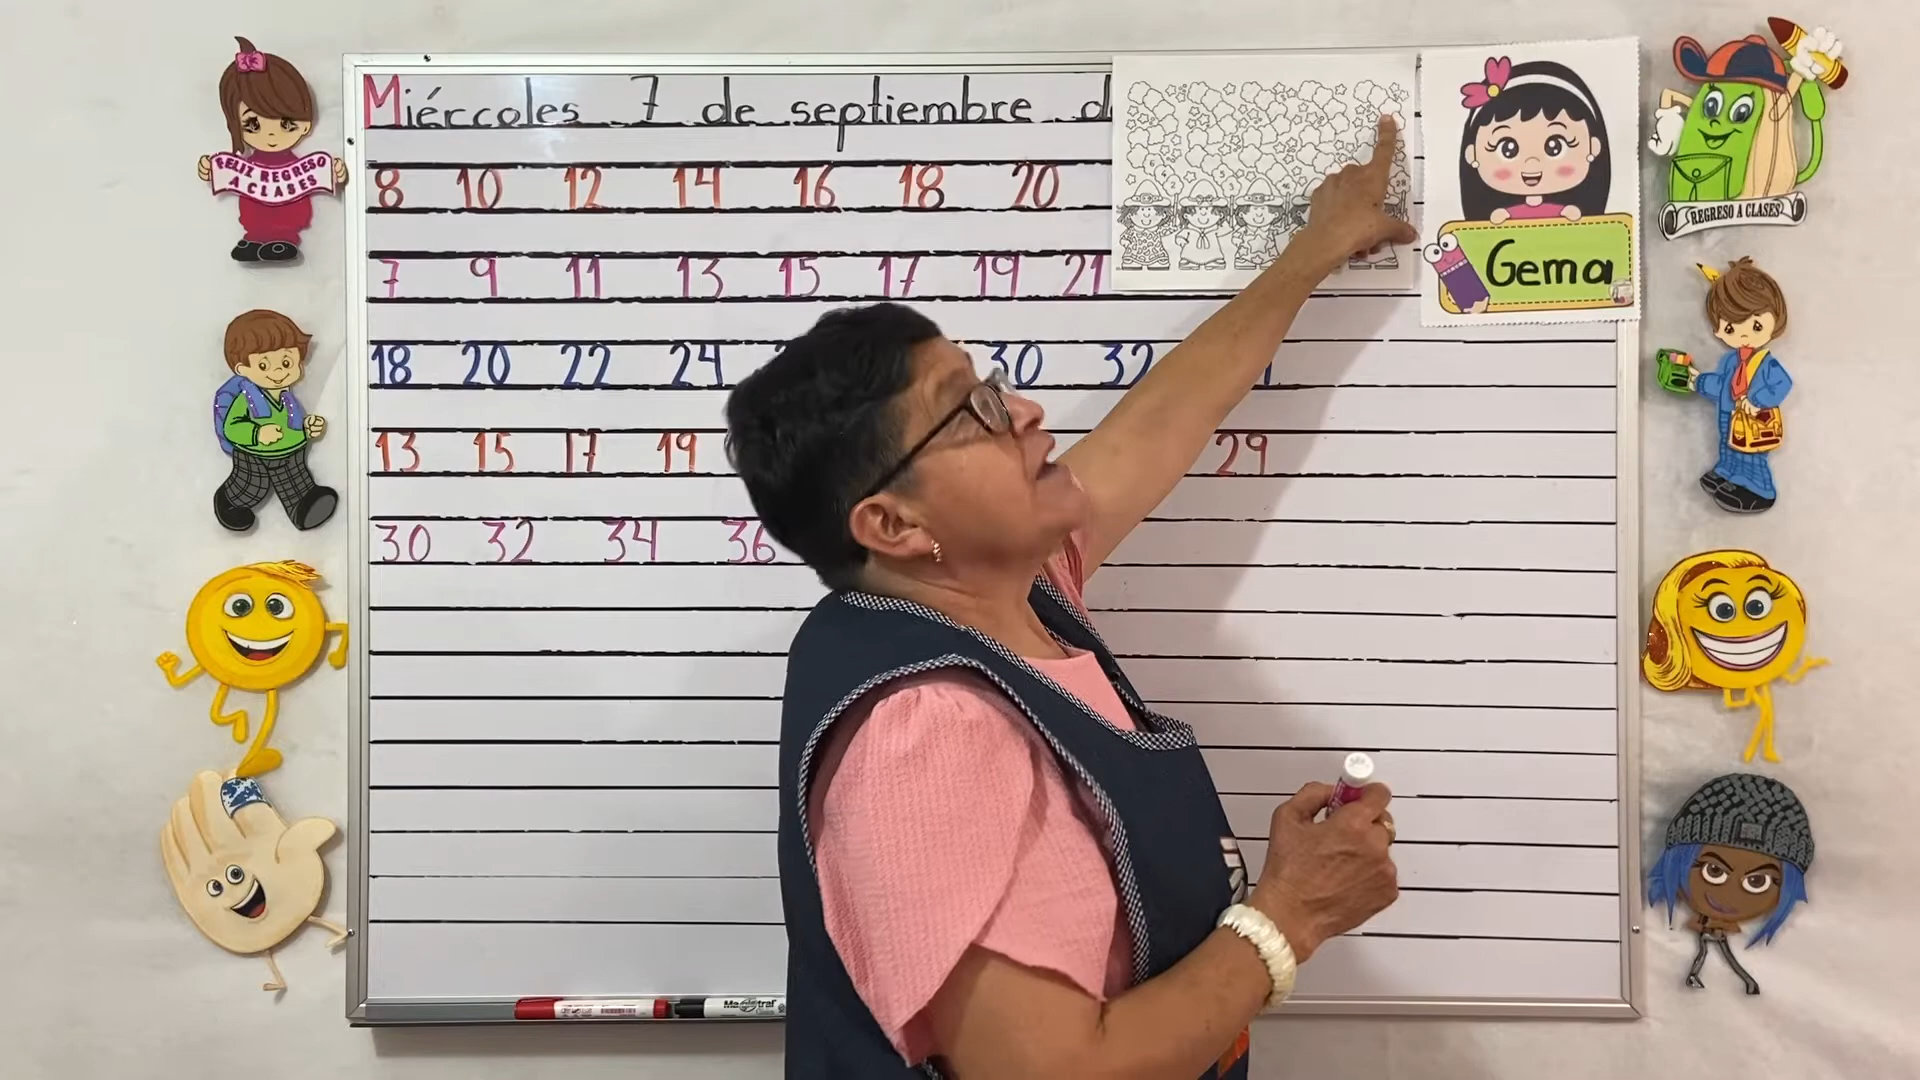 Miércoles 7 de septiembre
8 10 12 14 16 18 20
7 9 11 13 15 17 19 21
18 20 22 24 30 32
13 15 17 19 29
30 32 34 36
Gema
FELIZ REGRESO
A CLASES
REGRESO A CLASES
Magistral